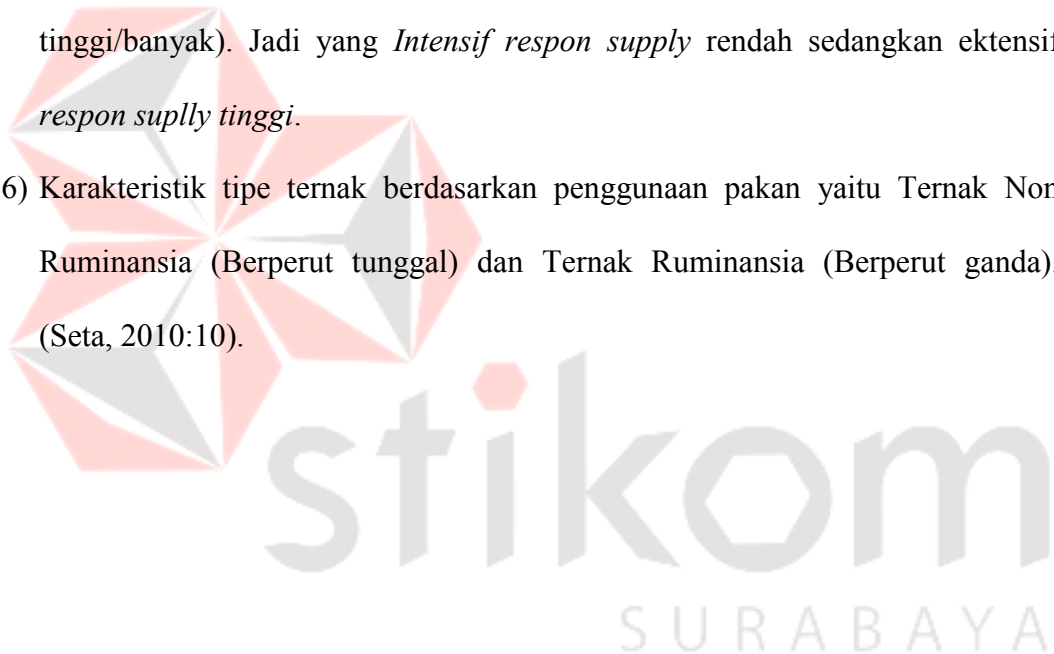 tinggi/banyak). Jadi yang Intensif respon supply rendah sedangkan ektensif
respon suplly tinggi.
6) Karakteristik tipe ternak berdasarkan penggunaan pakan yaitu Ternak Non
Ruminansia (Berperut tunggal) dan Ternak Ruminansia (Berperut ganda).
(Seta, 2010:10).
stikom
SURABAYA